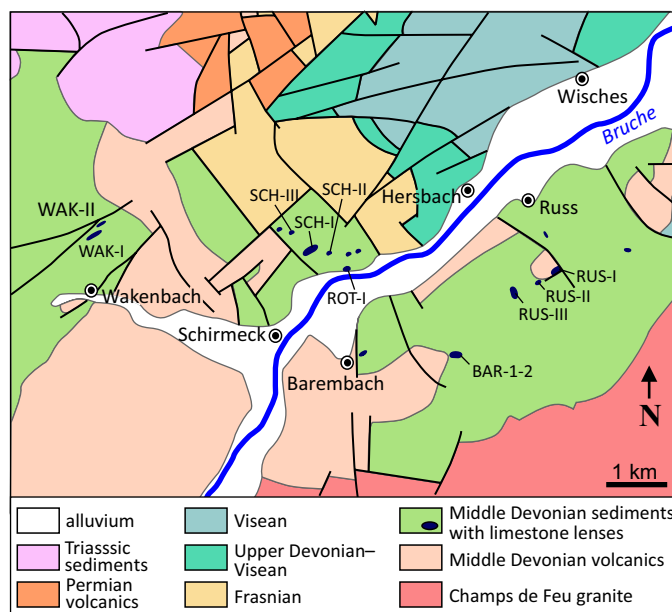 Wisches
Bruche
SCH-II
SCH-III
Hersbach
SCH-I
Russ
WAK-II
WAK-I
RUS-I
ROT-I
Wakenbach
RUS-II
RUS-III
Schirmeck
Barembach
BAR-1-2
N
1 km
alluvium
Visean
Middle Devonian sediments
with limestone lenses
Triasssic
sediments
Upper Devonian–
Visean
Middle Devonian volcanics
Permian
volcanics
Frasnian
Champs de Feu granite